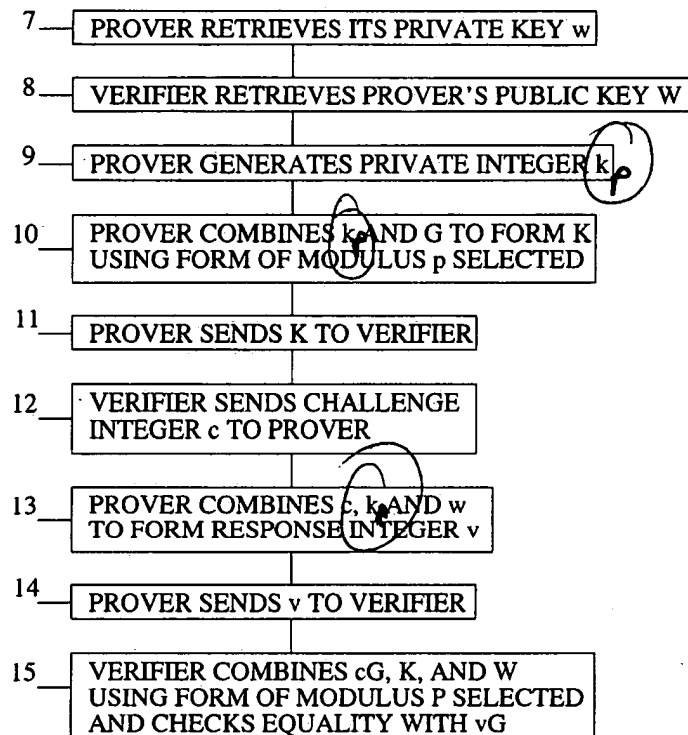 7 PROVER RETRIEVES ITS PRIVATE KEY w
8 VERIFIER RETRIEVES PROVER'S PUBLIC KEY W
9 PROVER GENERATES PRIVATE INTEGER k p
10 PROVER COMBINES k p AND G TO FORM K
USING FORM OF MODULUS p SELECTED
11 PROVER SENDS K TO VERIFIER
12 VERIFIER SENDS CHALLENGE
INTEGER c TO PROVER
13 PROVER COMBINES c, k p AND w
TO FORM RESPONSE INTEGER v
14 PROVER SENDS v TO VERIFIER
15 VERIFIER COMBINES cG, K, AND W
USING FORM OF MODULUS P SELECTED
AND CHECKS EQUALITY WITH vG